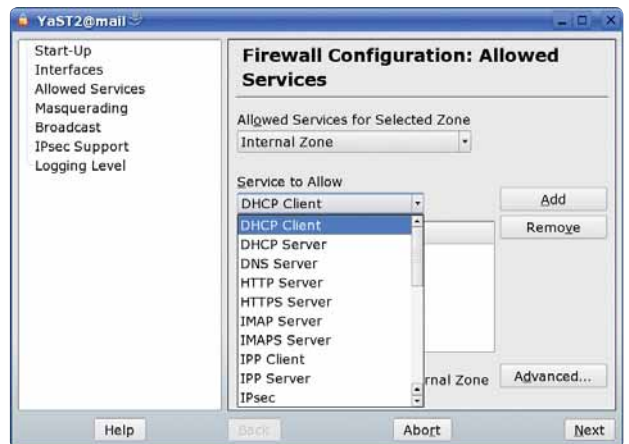 YaST2@mail
Start-Up
Interfaces
Allowed Services
Masquerading
Broadcast
IPsec Support
Logging Level
Firewall Configuration: Allowed
Services
Allowed Services for Selected Zone
Internal Zone
Service to Allow
DHCP Client
Add
DHCP Client
Remove
DHCP Server
DNS Server
HTTP Server
HTTPS Server
IMAP Server
IMAPS Server
IPP Client
IPP Server
rnal Zone
Advanced...
IPsec
Help
Back
Abort
Next